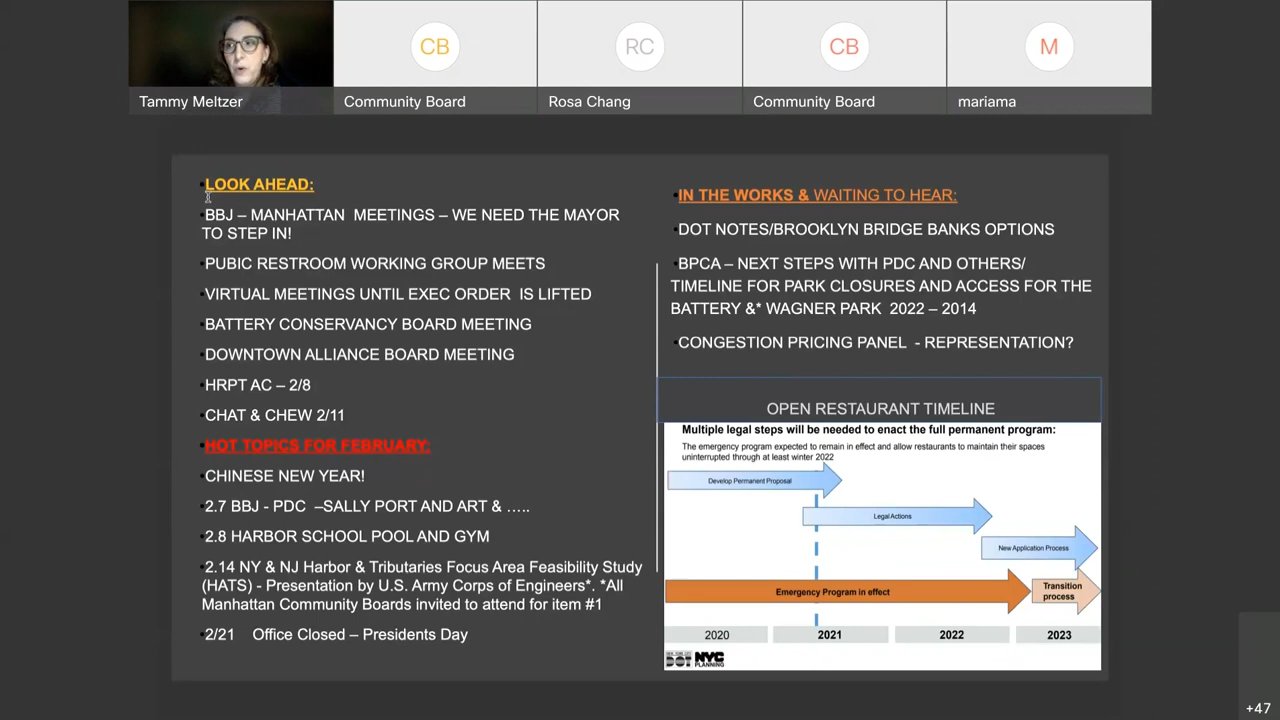 CB
RC
CB
M
Tammy Meltzer
Community Board
Rosa Chang
Community Board
mariama
•LOOK AHEAD:
•BBJ – MANHATTAN MEETINGS – WE NEED THE MAYOR
TO STEP IN!
•PUBIC RESTROOM WORKING GROUP MEETS
•VIRTUAL MEETINGS UNTIL EXEC ORDER IS LIFTED
•BATTERY CONSERVANCY BOARD MEETING
•DOWNTOWN ALLIANCE BOARD MEETING
•HRPT AC – 2/8
•CHAT & CHEW 2/11
•HOT TOPICS FOR FEBRUARY:
•CHINESE NEW YEAR!
•2.7 BBJ - PDC –SALLY PORT AND ART & …..
•2.8 HARBOR SCHOOL POOL AND GYM
•2.14 NY & NJ Harbor & Tributaries Focus Area Feasibility Study
(HATS) - Presentation by U.S. Army Corps of Engineers*. *All
Manhattan Community Boards invited to attend for item #1
•2/21 Office Closed – Presidents Day
•IN THE WORKS & WAITING TO HEAR:
•DOT NOTES/BROOKLYN BRIDGE BANKS OPTIONS
•BPCA – NEXT STEPS WITH PDC AND OTHERS/
TIMELINE FOR PARK CLOSURES AND ACCESS FOR THE
BATTERY &* WAGNER PARK 2022 – 2014
•CONGESTION PRICING PANEL - REPRESENTATION?
OPEN RESTAURANT TIMELINE
Multiple legal steps will be needed to enact the full permanent program:
The emergency program expected to remain in effect and allow restaurants to maintain their spaces
uninterrupted through at least winter 2022
Develop Permanent Proposal
Legal Actions
New Application Process
Emergency Program in effect
Transition
process
2020
2021
2022
2023
DOT
NYC
PLANNING
+47